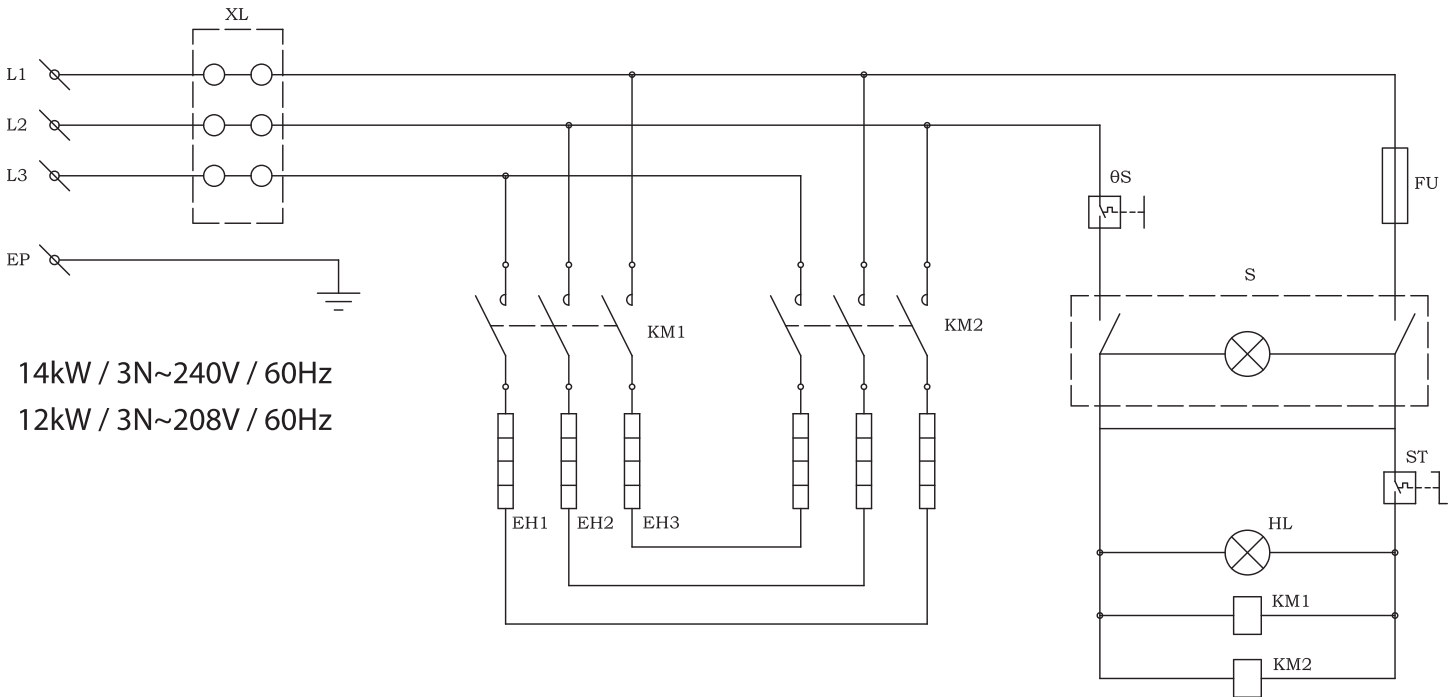 XL
L1
L2
L3
EP
θS
FU
S
KM1
KM2
14kW / 3N~240V / 60Hz
12kW / 3N~208V / 60Hz
ST
EH1
EH2
EH3
HL
KM1
KM2